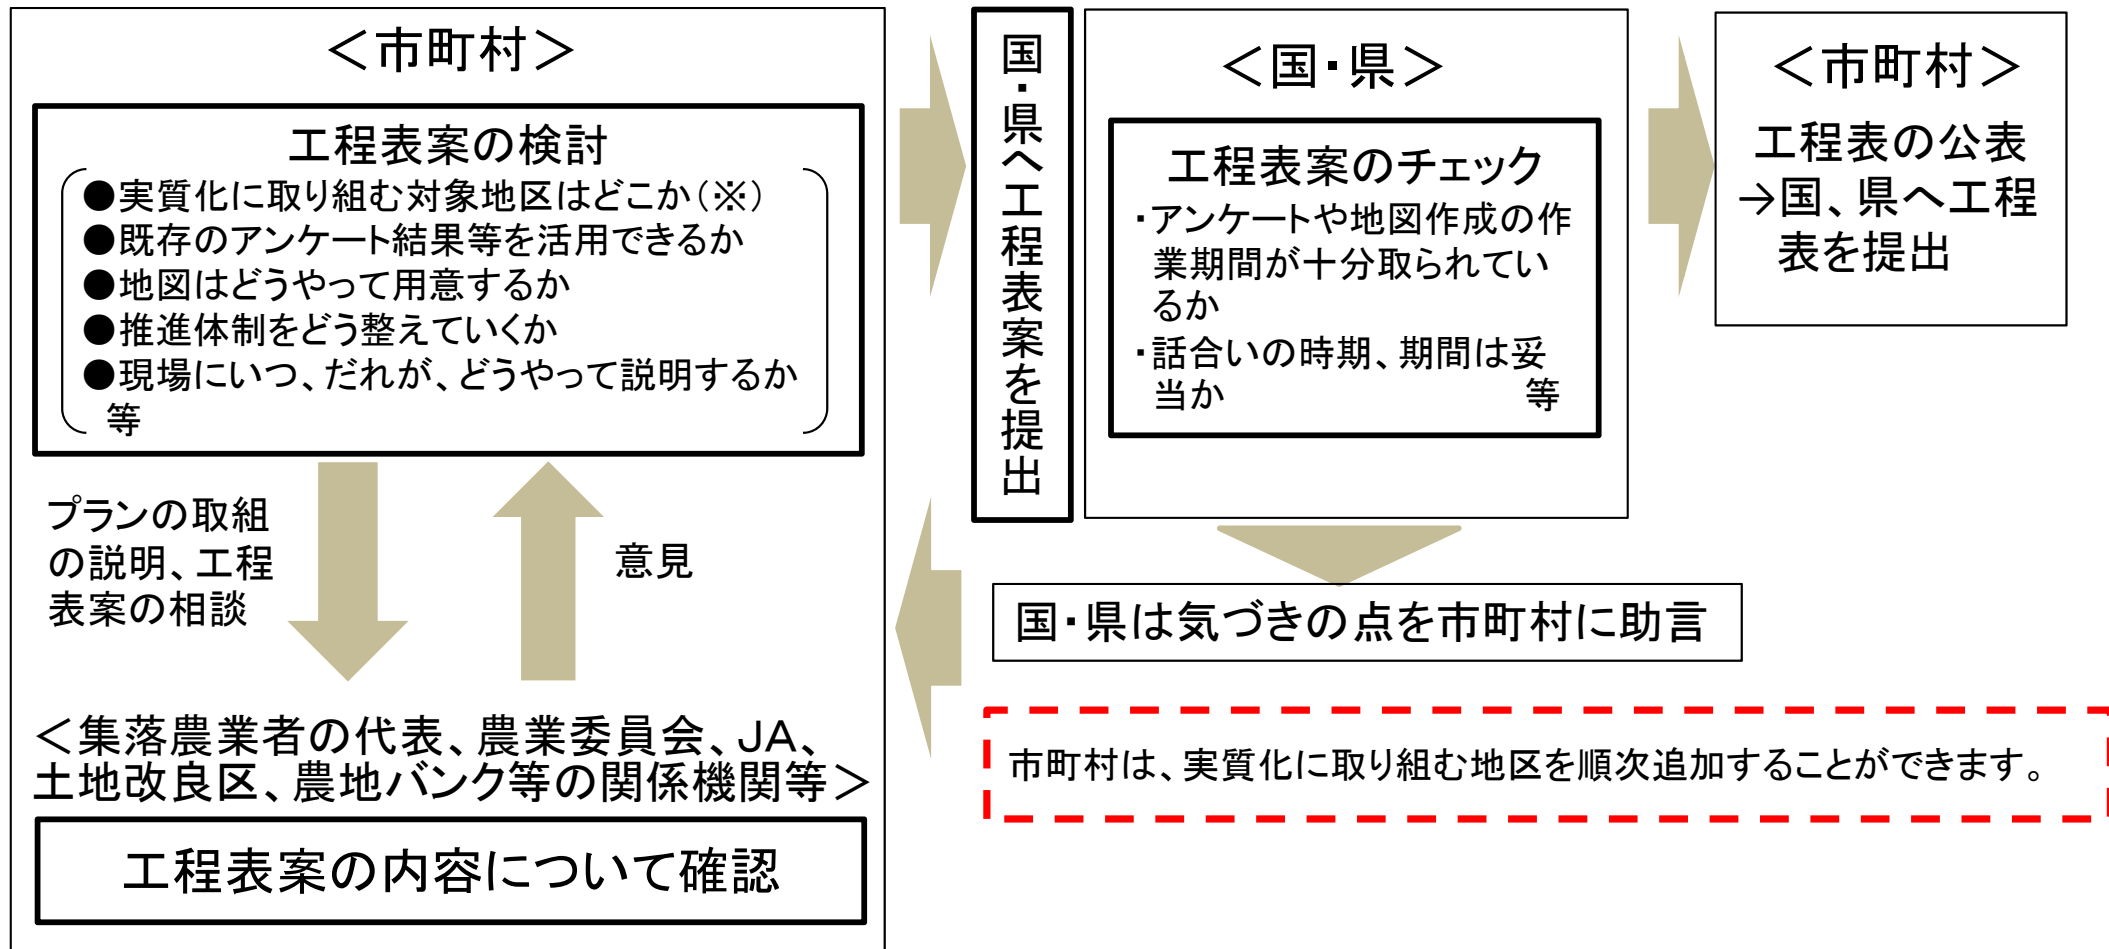 ＜市町村＞
工程表案の検討
●実質化に取り組む対象地区はどこか（※）
●既存のアンケート結果等を活用できるか
●地図はどうやって用意するか
●推進体制をどう整えていくか
●現場にいつ、だれが、どうやって説明するか
等
プランの取組
の説明、工程
表案の相談
意見
＜集落農業者の代表、農業委員会、JA、
土地改良区、農地バンク等の関係機関等＞
工程表案の内容について確認
国・県へ工程表案を提出
＜国・県＞
工程表案のチェック
・アンケートや地図作成の作
業期間が十分取られてい
るか
・話合いの時期、期間は妥
当か 等
国・県は気づきの点を市町村に助言
＜市町村＞
工程表の公表
→国、県へ工程
表を提出
市町村は、実質化に取り組む地区を順次追加することができます。